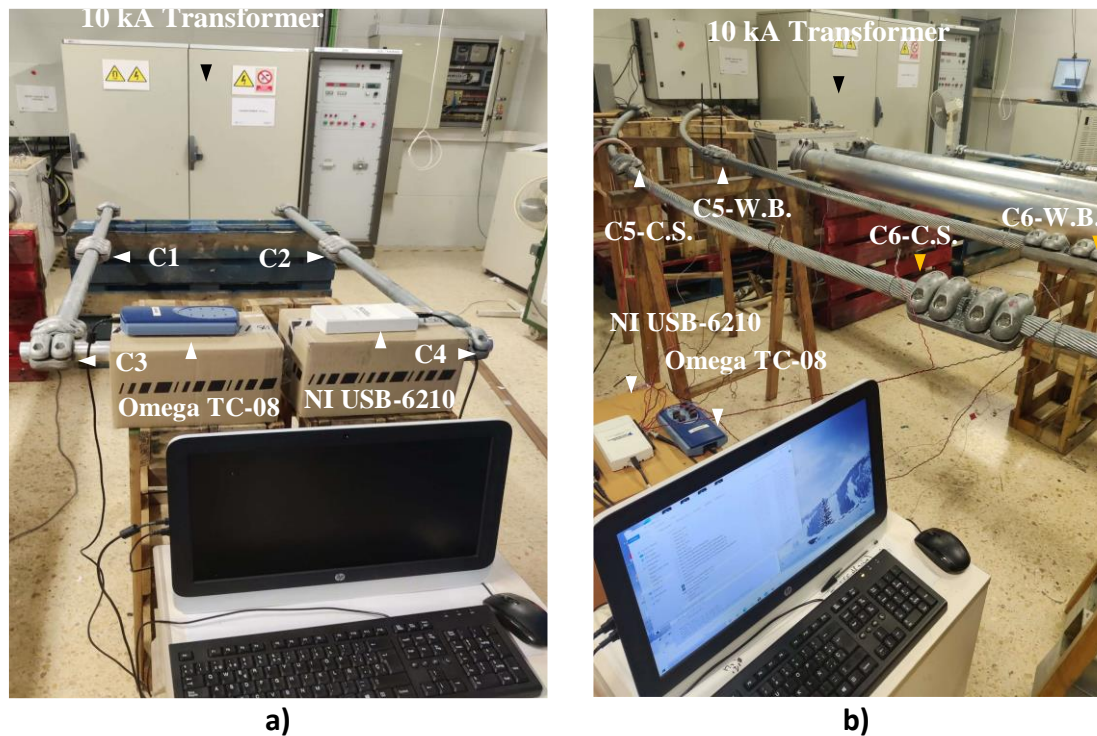 10 kA Transformer
C1
C2
C3
C4
Omega TC-08
NI USB-6210
hp
a)
10 kA Transformer
C5-W.B.
C5-C.S.
C6-W.B.
C6-C.S.
NI USB-6210
Omega TC-08
b)